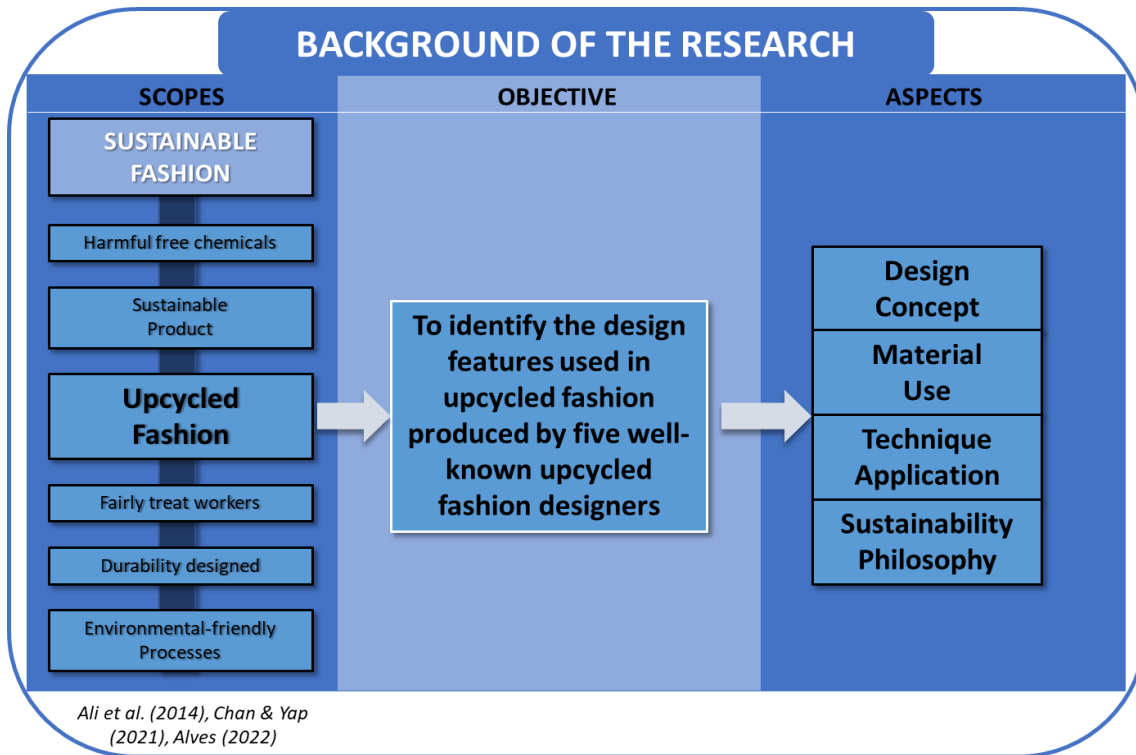 BACKGROUND OF THE RESEARCH
SCOPES
SUSTAINABLE
FASHION
Harmful free chemicals
Sustainable
Product
Upcycled
Fashion
Fairly treat workers
Durability designed
Environmental-friendly
Processes
Ali et al. (2014), Chan & Yap
(2021), Alves (2022)
OBJECTIVE
To identify the design
features used in
upcycled fashion
produced by five well-
known upcycled
fashion designers
ASPECTS
Design
Concept
Material
Use
Technique
Application
Sustainability
Philosophy